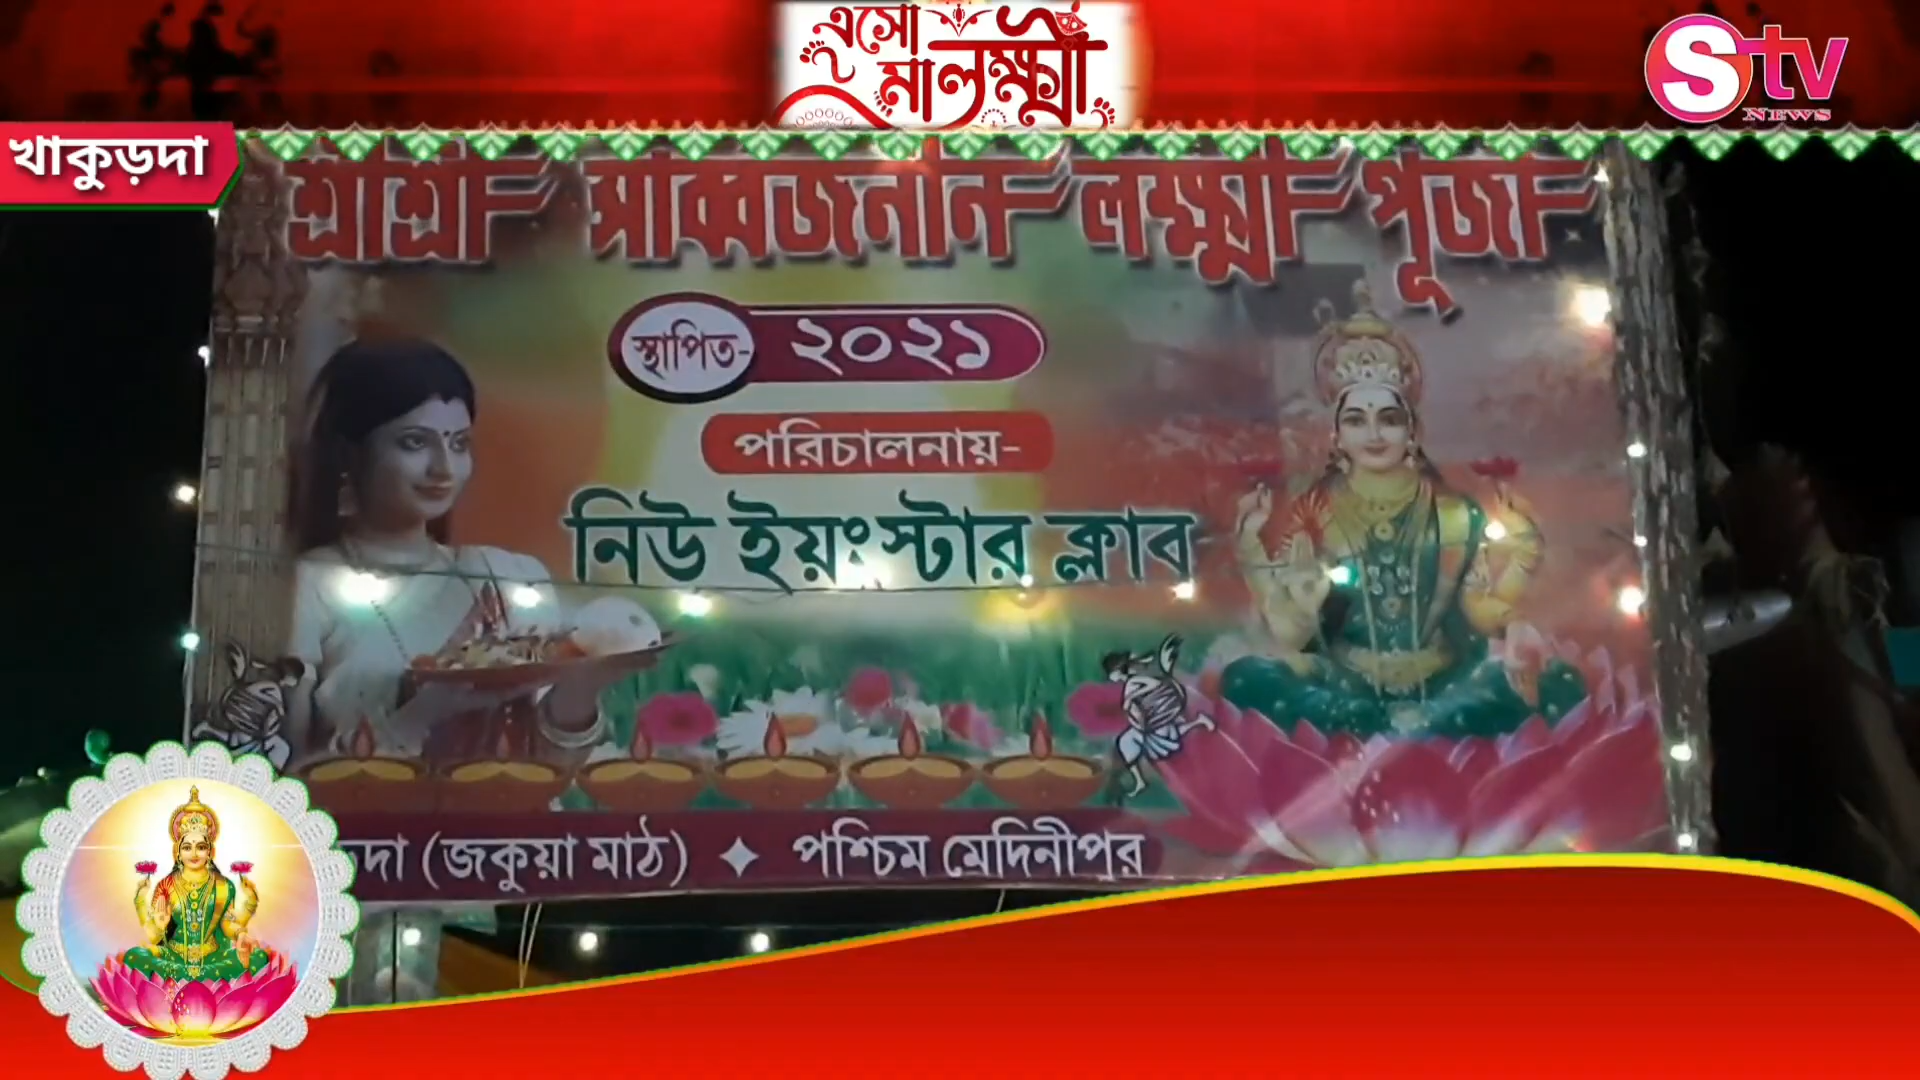 এসো
মা লক্ষ্মী
Stv
NEWS
খাকুড়দা
শ্রীশ্রী সার্ব্বজনীন লক্ষ্মী পূজা
স্থাপিত- ২০২১
পরিচালনায়-
নিউ ইয়ংস্টার ক্লাব
দা (জকুয়া মাঠ) ✦ পশ্চিম মেদিনীপুর